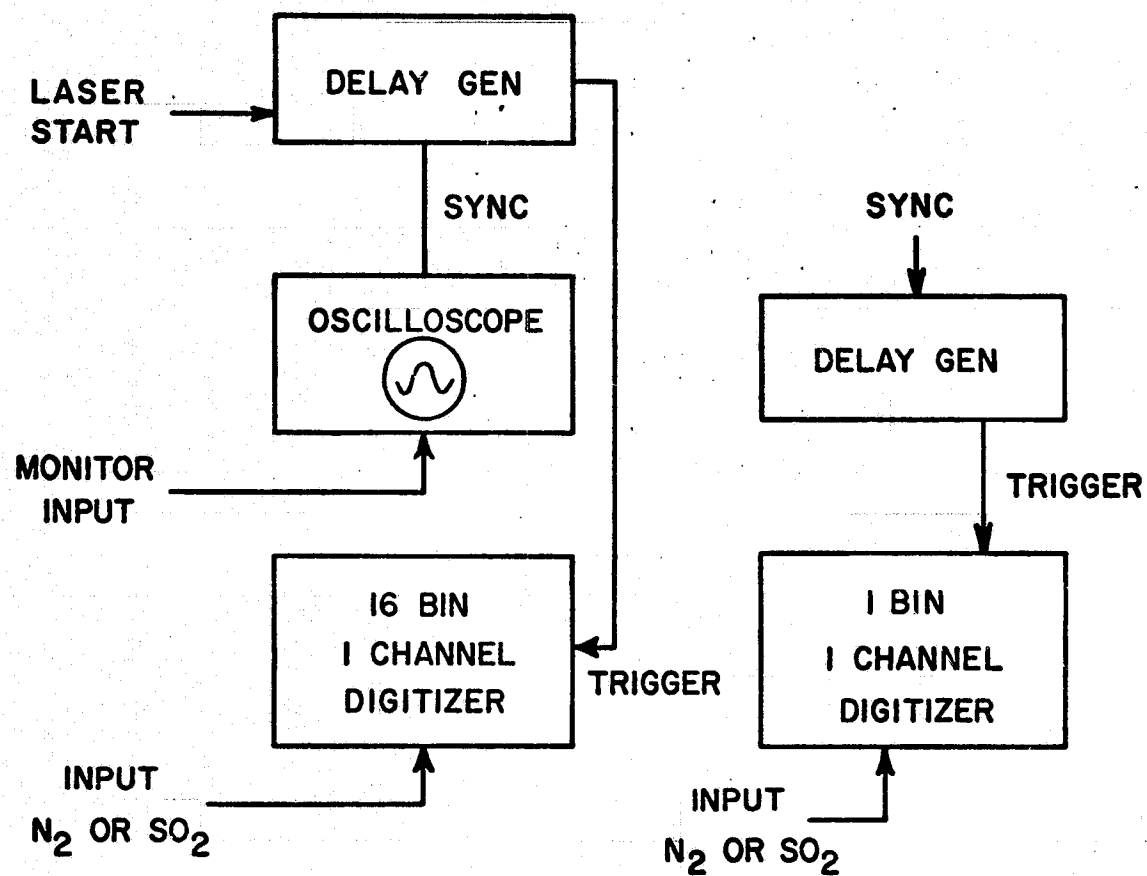 DELAY GEN
LASER
START
SYNC
OSCILLOSCOPE
MONITOR
INPUT
16 BIN
1 CHANNEL
DIGITIZER
TRIGGER
INPUT
N2 OR SO2
SYNC
DELAY GEN
TRIGGER
1 BIN
1 CHANNEL
DIGITIZER
INPUT
N2 OR SO2